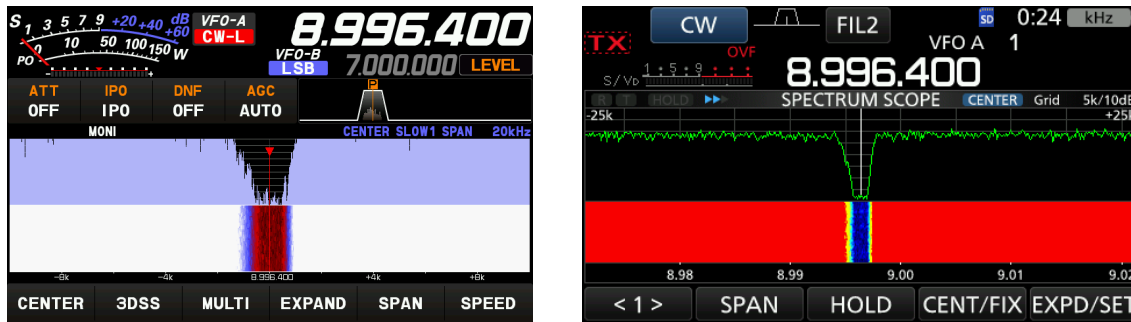 S 1 3 5 7 9 +20 +40 +60 dB
PO 0 10 50 100 150 W
VFO-A
CW-L
8.996.400
VFO-B
LSB
7.000.000
LEVEL
ATT IPO DNF AGC
OFF IPO OFF AUTO
P
MONI
CENTER SLOW1 SPAN 20kHz
-8k -4k 8.996.400 +4k +8k
CENTER 3DSS MULTI EXPAND SPAN SPEED
CW
FIL2
SD
0:24
kHz
TX
OVF
VFO A 1
S/VD 1 : 5 : 9 : : :
8.996.400
R T HOLD
SPECTRUM SCOPE CENTER Grid 5k/10dB
-25k +25k
8.98 8.99 9.00 9.01 9.02
<1> SPAN HOLD CENT/FIX EXPD/SET